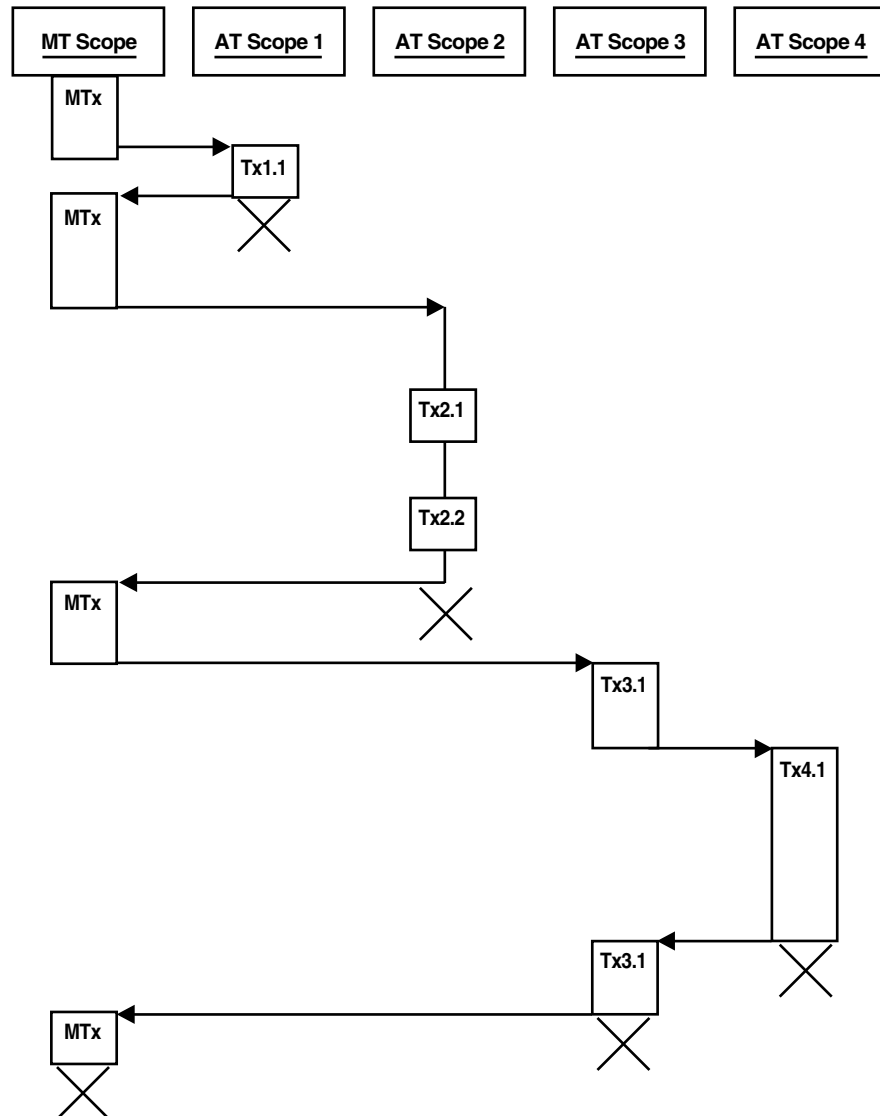 MT Scope
AT Scope 1
AT Scope 2
AT Scope 3
AT Scope 4
MTx
Tx1.1
MTx
Tx2.1
Tx2.2
MTx
Tx3.1
Tx4.1
Tx3.1
MTx